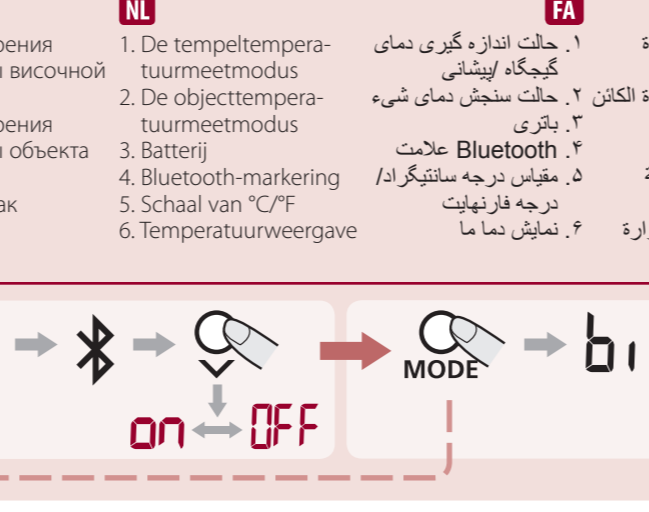 рения
височной
рения
объекта
ак
NL
1. De tempeltempera-
tuurmeetmodus
2. De objecttempera-
tuurmeetmodus
3. Batterij
4. Bluetooth-markering
5. Schaal van °C/°F
6. Temperatuurweergave
FA
۱. حالت اندازه گیری دمای
گیجگاه /پیشانی
۲. حالت سنجش دمای شیء
۳. باتری
۴. Bluetooth علامت
۵. مقیاس درجه سانتیگراد/
درجه فارنهایت
۶. نمایش دما ما
ة الكائن
on
OFF
MODE